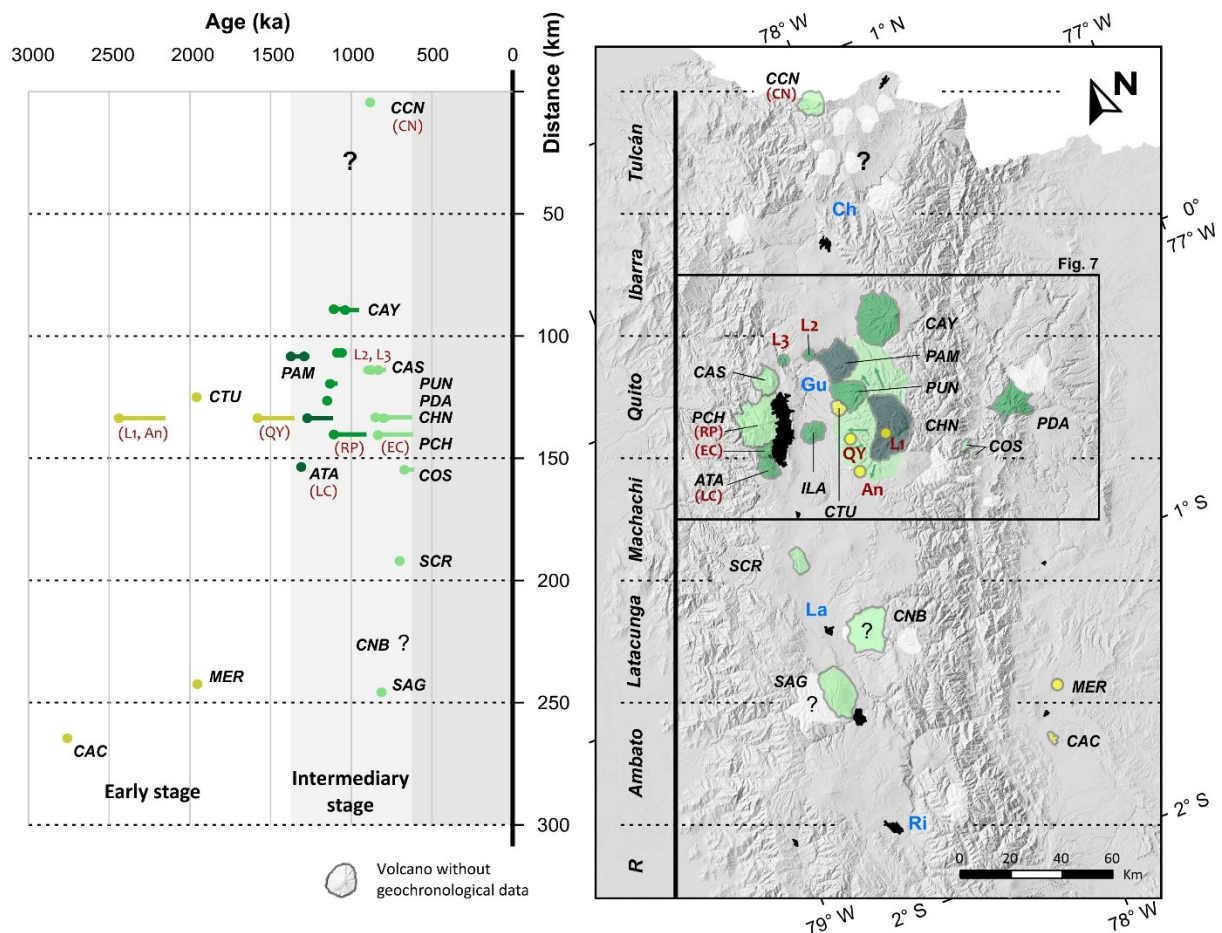 Age (ka)
3000
2500
2000
1500
1000
500
0
Distance (km)
CCN
(CN)
?
50
CAY
100
L2, L3
PAM
CAS
PUN
CTU
PDA
CHN
(L1, An)
(QY)
(RP)
(EC)
PCH
150
ATA
(LC)
COS
SCR
200
CNB ?
MER
SAG
250
CAC
Early stage
Intermediary
stage
300
Volcano without
geochronological data
78° W
1° N
77° W
CCN
(CN)
N
Tulcán
?
Ch
0°
77° W
Ibarra
Fig. 7
L3
L2
CAY
CAS
PAM
Gu
PUN
Quito
PCH
(RP)
(EC)
CHN
PDA
QY
L1
COS
ATA
(LC)
ILA
An
CTU
1° S
Machachi
SCR
La
CNB
?
Latacunga
SAG
?
MER
CAC
Ambato
2° S
Ri
R
0
20
40
60
Km
79° W
2° S
78° W